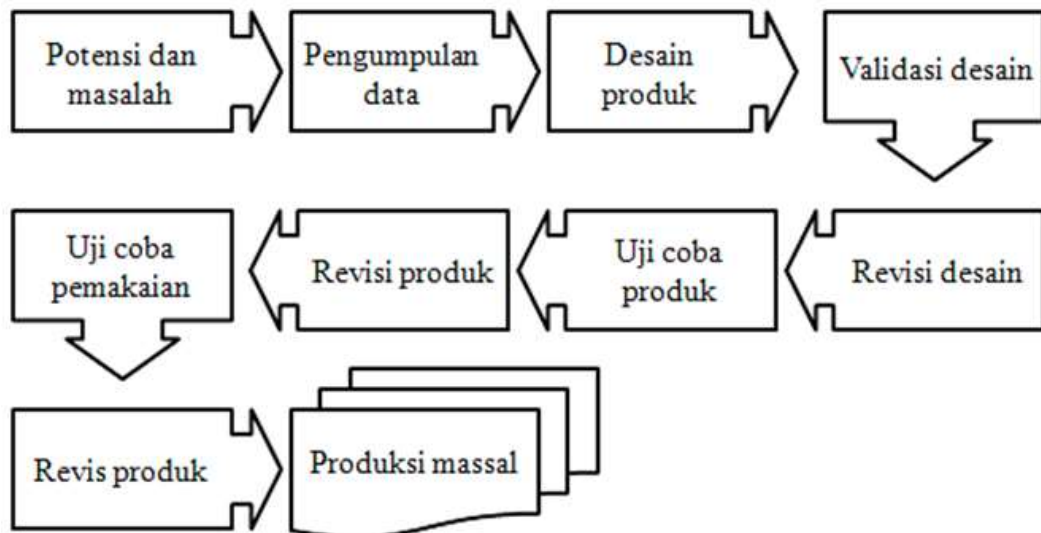 Potensi dan
masalah
Pengumpulan
data
Desain
produk
Validasi desain
Revisi desain
Uji coba
produk
Revisi produk
Uji coba
pemakaian
Revis produk
Produksi massal